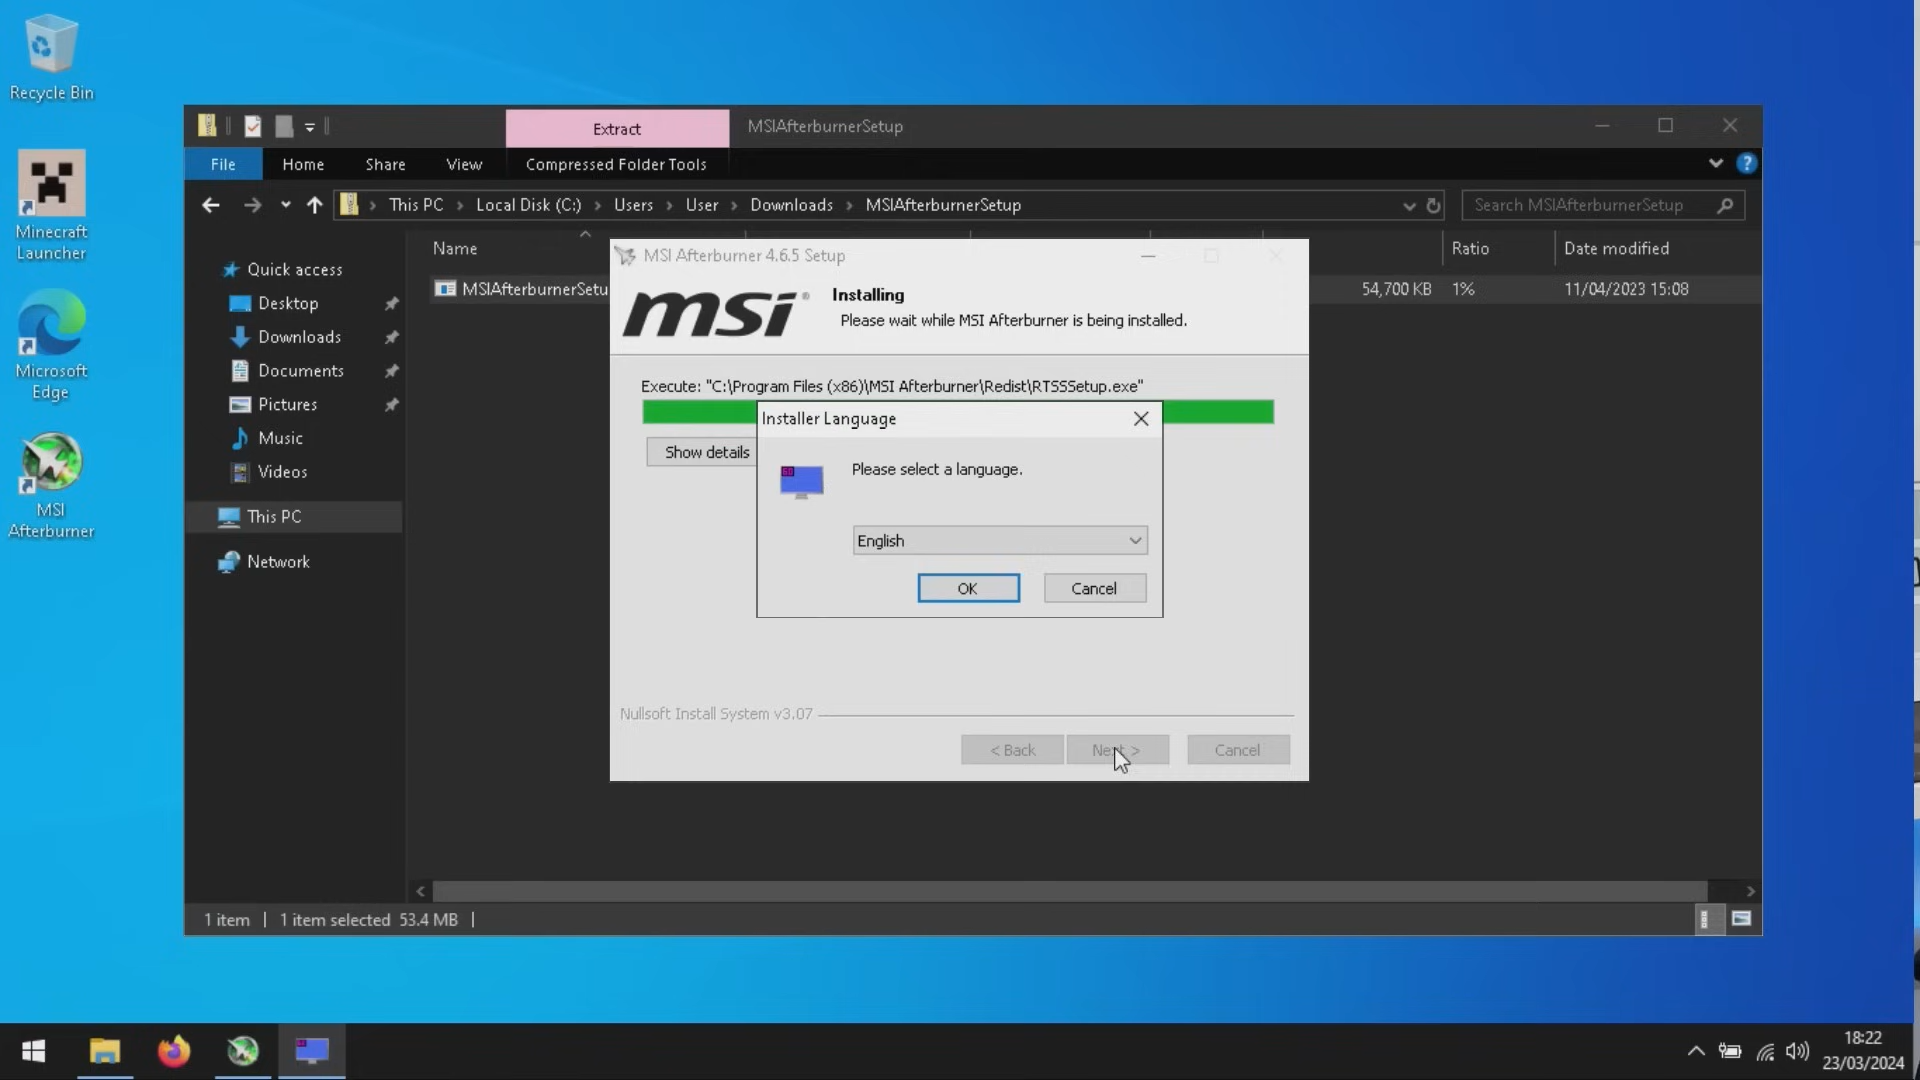 Recycle Bin
Minecraft
Launcher
Microsoft
Edge
MSI
Afterburner
Extract
MSIAfterburnerSetup
File
Home
Share
View
Compressed Folder Tools
This PC > Local Disk (C:) > Users > User > Downloads > MSIAfterburnerSetup
Search MSIAfterburnerSetup
Name
Ratio
Date modified
MSIAfterburnerSetu
54,700 KB
1%
11/04/2023 15:08
Quick access
Desktop
Downloads
Documents
Pictures
Music
Videos
This PC
Network
MSI Afterburner 4.6.5 Setup
msi
Installing
Please wait while MSI Afterburner is being installed.
Execute: "C:\Program Files (x86)\MSI Afterburner\Redist\RTSSSetup.exe"
Show details
Installer Language
60
Please select a language.
English
OK
Cancel
Nullsoft Install System v3.07
< Back
Next >
Cancel
1 item
1 item selected 53.4 MB
18:22
23/03/2024